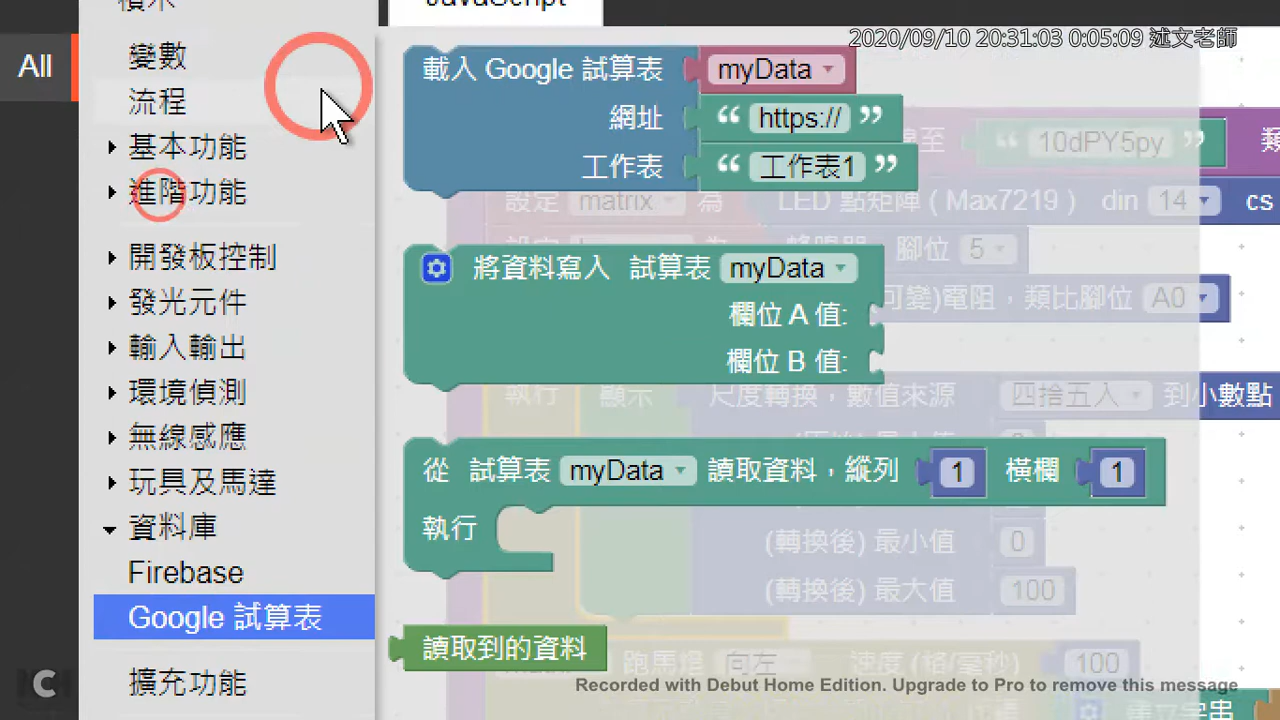 積木
JavaScript
2020/09/10 20:31:03 0:05:09 述文老師
All
變數
流程
基本功能
進階功能
開發板控制
發光元件
輸入輸出
環境偵測
無線感應
玩具及馬達
資料庫
Firebase
Google 試算表
擴充功能
載入 Google 試算表 myData
網址 “ https:// ”
工作表 “ 工作表1 ”
至 “ 10dPY5py ” 類
設定 matrix 為 LED 點矩陣 ( Max7219 ) din 14 cs
腳位 5
將資料寫入 試算表 myData
欄位 A 值:
欄位 B 值:
可變)電阻，類比腳位 A0
執行 顯示 尺度轉換，數值來源 四捨五入 到小數點
從 試算表 myData 讀取資料，縱列 1 橫欄 1
執行
(轉換後) 最小值 0
(轉換後) 最大值 100
讀取到的資料
跑馬燈 向左 速度 (格/毫秒) 100
Recorded with Debut Home Edition. Upgrade to Pro to remove this message
建立字串